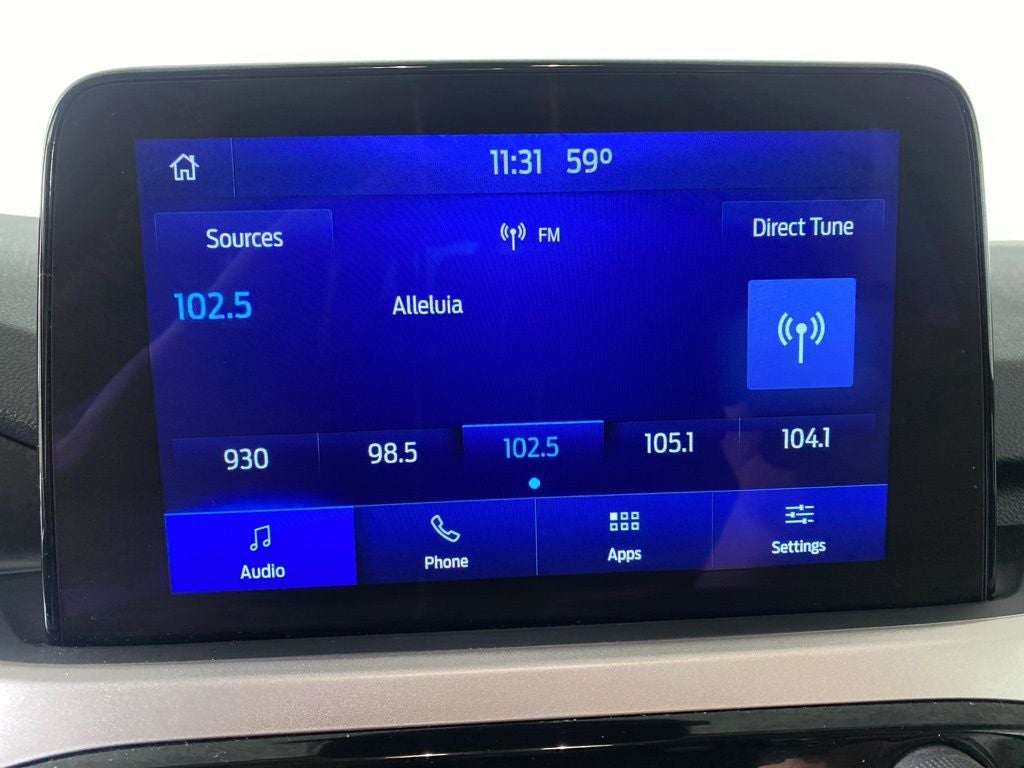 11:31 59º
Sources
FM
Direct Tune
102.5
Alleluia
930 98.5 102.5 105.1 104.1
Audio Phone Apps Settings